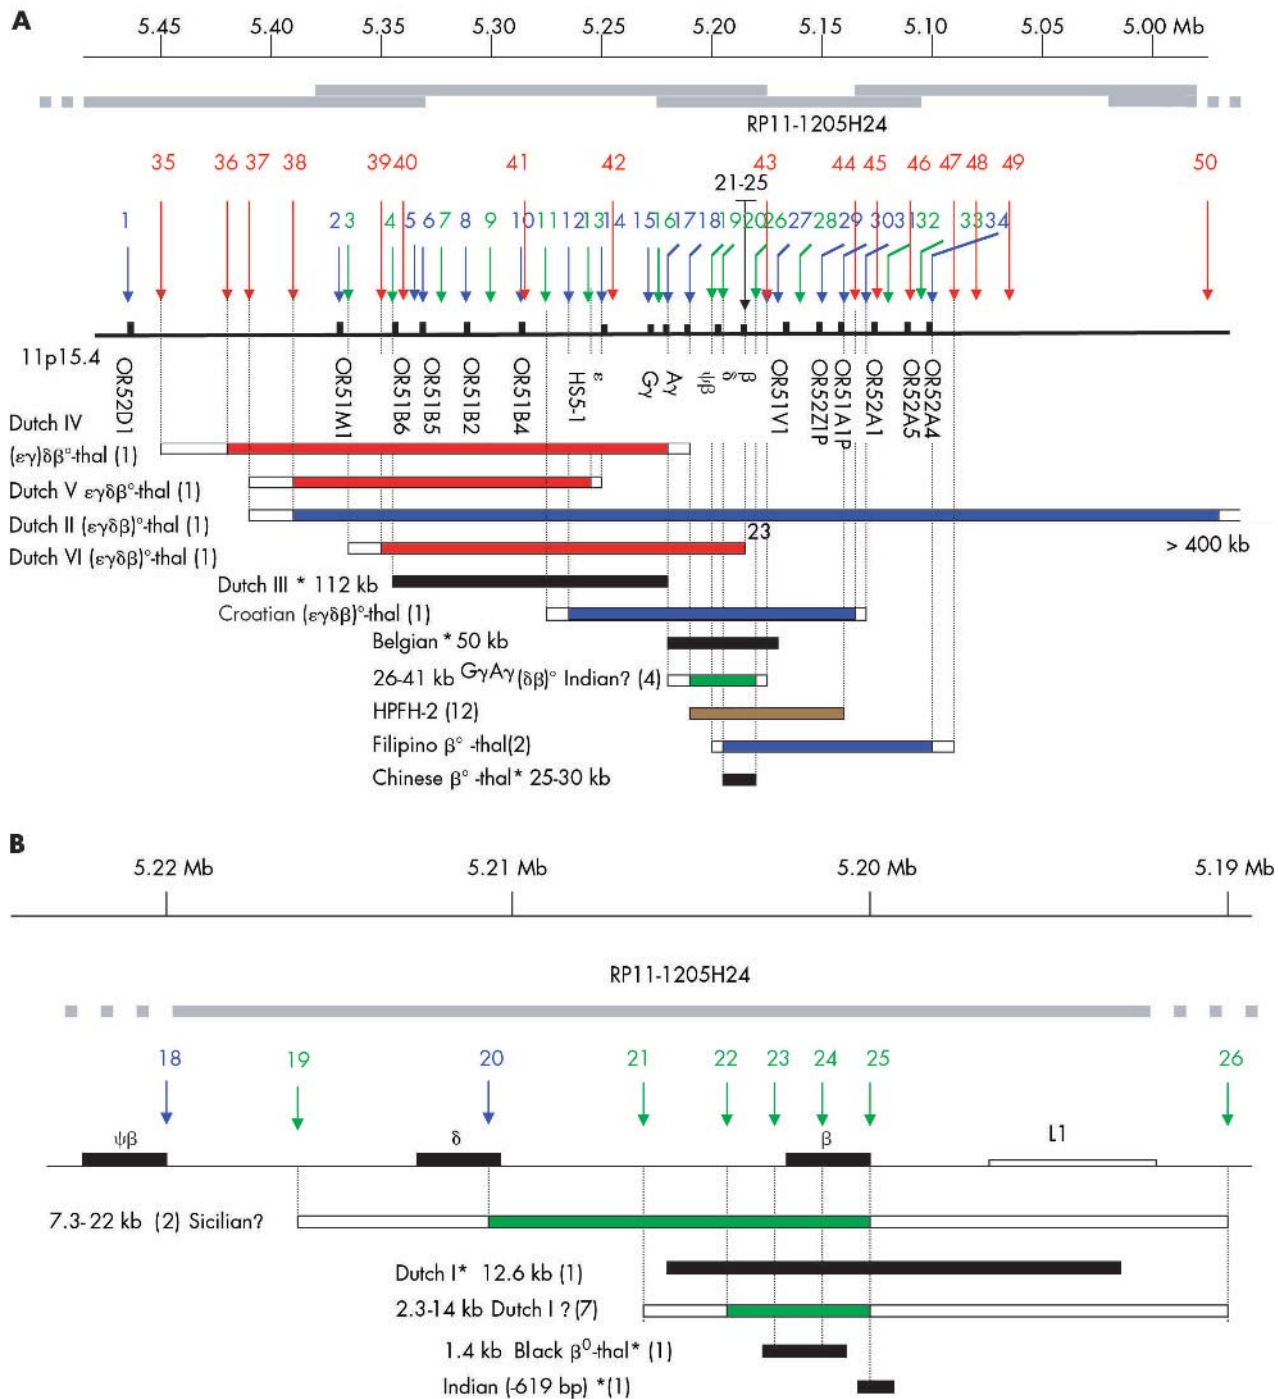 A
5.45 5.40 5.35 5.30 5.25 5.20 5.15 5.10 5.05 5.00 Mb
RP11-1205H24
35 36 37 38 39 40 41 42 43 44 45 46 47 48 49 50
21-25
1 2 3 4 5 6 7 8 9 10 11 12 13 14 15 16 17 18 19 20 26 27 28 29 30 31 32 33 34
11p15.4
OR52D1 OR51M1 OR51B6 OR51B5 OR51B2 OR51B4 HS5-1 ε Gγ Aγ ψβ δ β OR51V1 OR52Z1P OR51A1P OR52A1 OR52A5 OR52A4
Dutch IV
(εγ)δβ°-thal (1)
Dutch V εγδβ°-thal (1)
Dutch II (εγδβ)°-thal (1)
> 400 kb
Dutch VI (εγδβ)°-thal (1)
23
Dutch III * 112 kb
Croatian (εγδβ)°-thal (1)
Belgian * 50 kb
26-41 kb GγAγ(δβ)° Indian? (4)
HPFH-2 (12)
Filipino β° -thal(2)
Chinese β° -thal* 25-30 kb
B
5.22 Mb 5.21 Mb 5.20 Mb 5.19 Mb
RP11-1205H24
18 19 20 21 22 23 24 25 26
ψβ δ β L1
7.3-22 kb (2) Sicilian?
Dutch I* 12.6 kb (1)
2.3-14 kb Dutch I ? (7)
1.4 kb Black β⁰-thal* (1)
Indian (-619 bp) *(1)